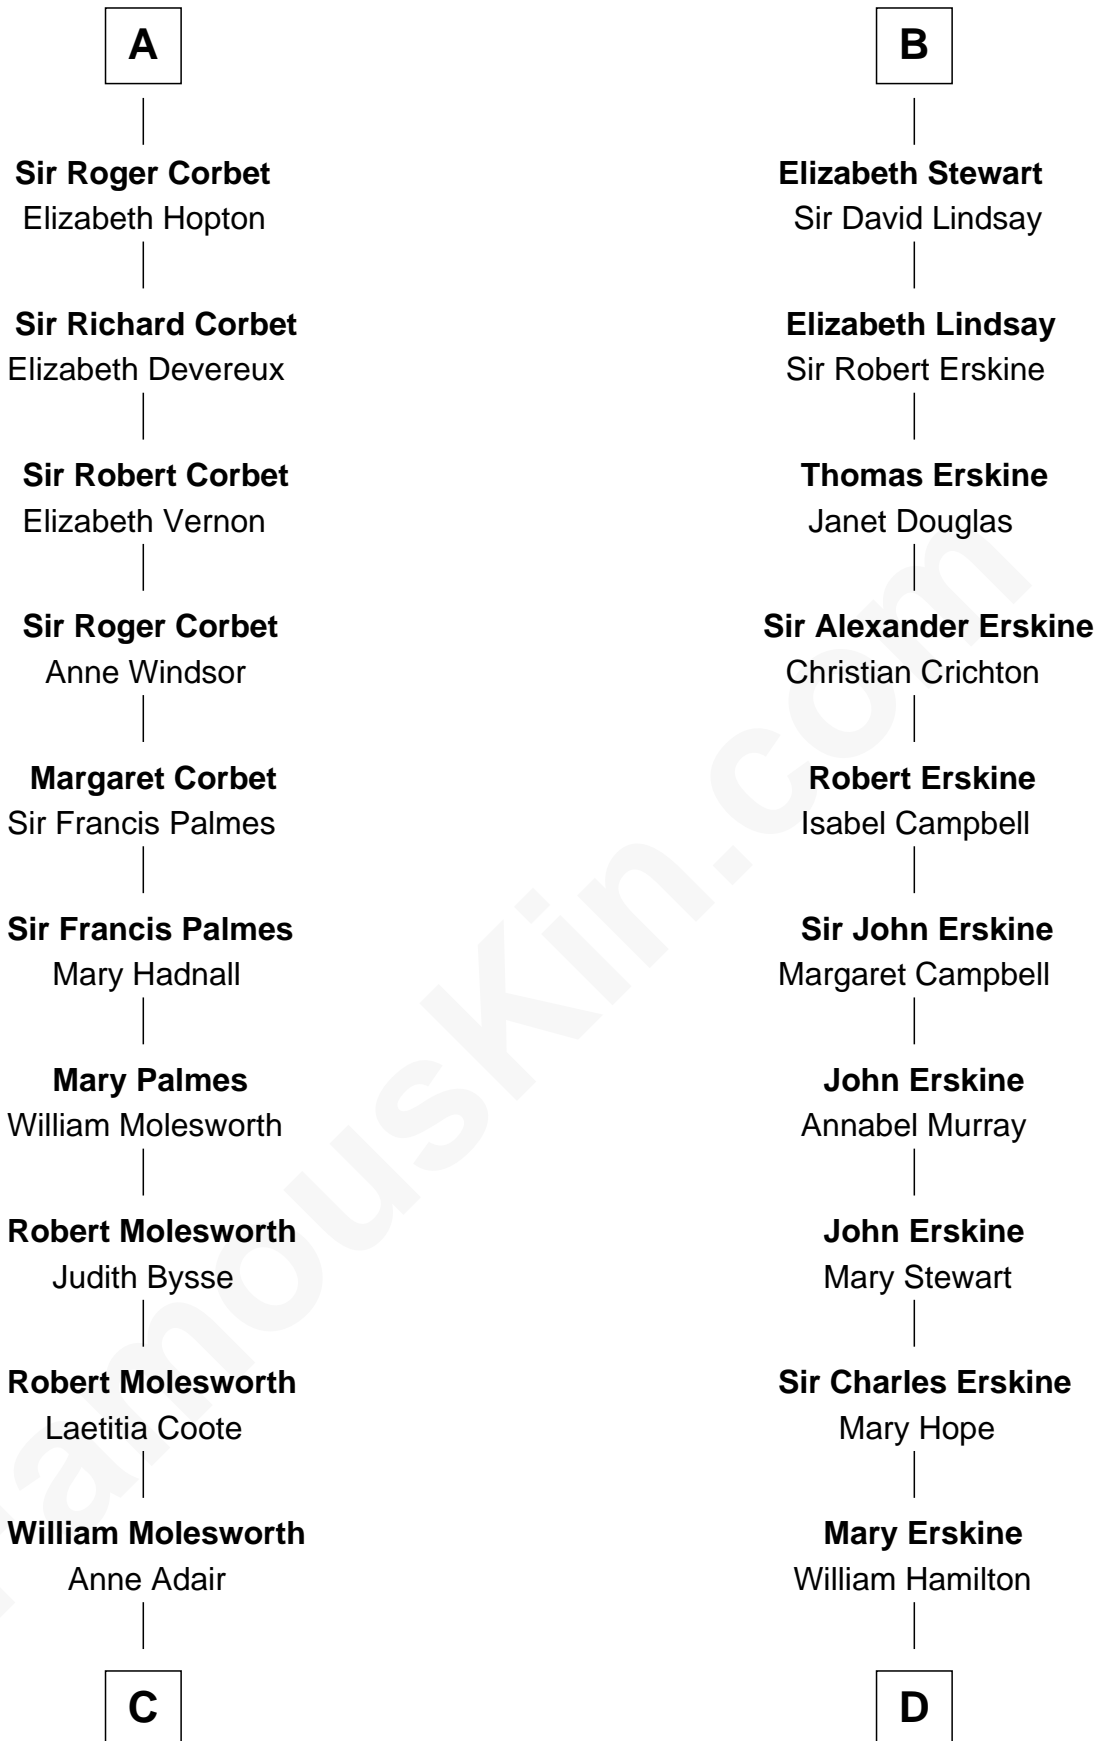 A
Sir Roger Corbet
Elizabeth Hopton
Sir Richard Corbet
Elizabeth Devereux
Sir Robert Corbet
Elizabeth Vernon
Sir Roger Corbet
Anne Windsor
Margaret Corbet
Sir Francis Palmes
Sir Francis Palmes
Mary Hadnall
Mary Palmes
William Molesworth
Robert Molesworth
Judith Bysse
Robert Molesworth
Laetitia Coote
William Molesworth
Anne Adair
C
B
Elizabeth Stewart
Sir David Lindsay
Elizabeth Lindsay
Sir Robert Erskine
Thomas Erskine
Janet Douglas
Sir Alexander Erskine
Christian Crichton
Robert Erskine
Isabel Campbell
Sir John Erskine
Margaret Campbell
John Erskine
Annabel Murray
John Erskine
Mary Stewart
Sir Charles Erskine
Mary Hope
Mary Erskine
William Hamilton
D
FamousKin.com